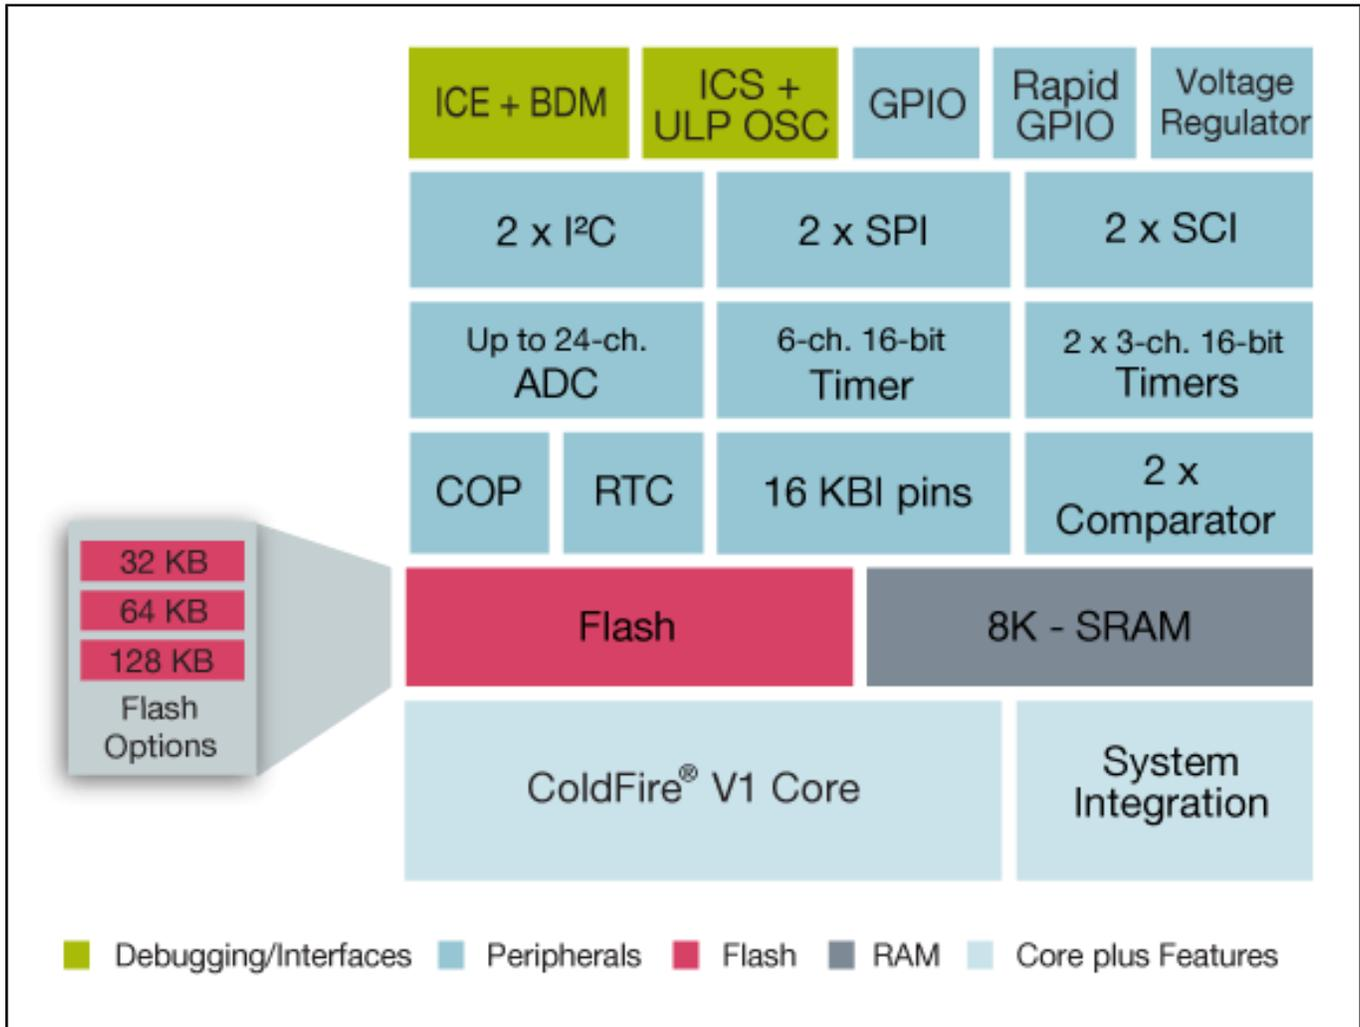 ICE + BDM
ICS +
ULP OSC
GPIO
Rapid
GPIO
Voltage
Regulator
2 x I²C
2 x SPI
2 x SCI
Up to 24-ch.
ADC
6-ch. 16-bit
Timer
2 x 3-ch. 16-bit
Timers
COP
RTC
16 KBI pins
2 x
Comparator
32 KB
64 KB
128 KB
Flash
Options
Flash
8K - SRAM
ColdFire® V1 Core
System
Integration
Debugging/Interfaces
Peripherals
Flash
RAM
Core plus Features